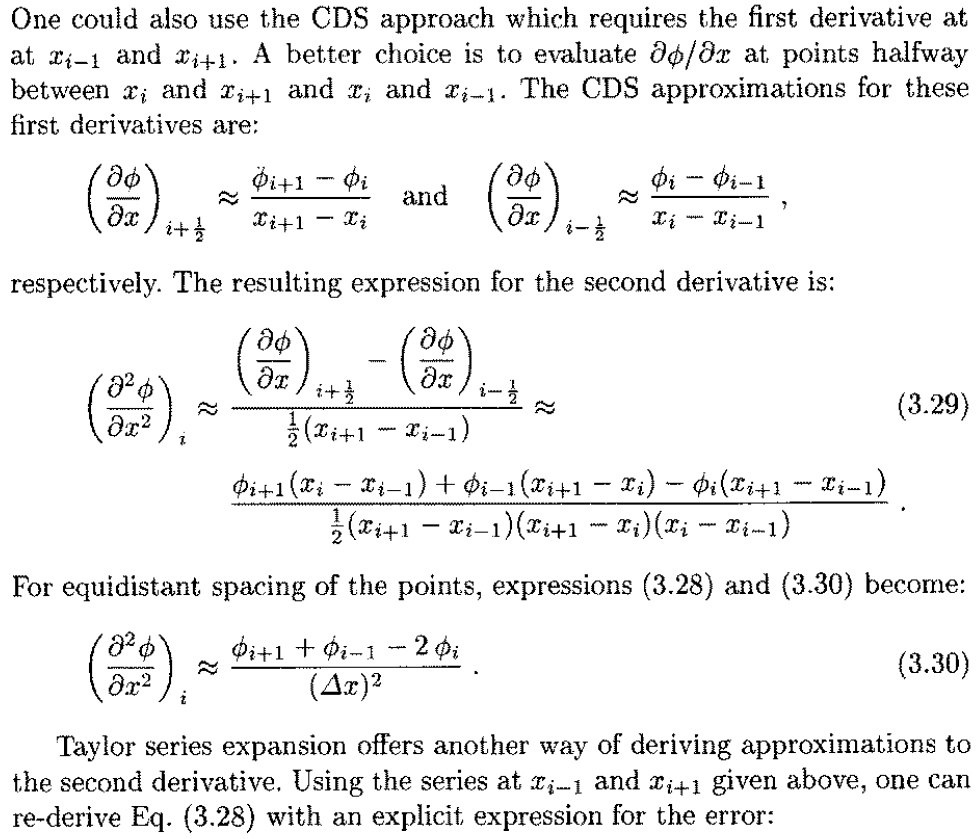 One could also use the CDS approach which requires the first derivative at
at x_{i−1} and x_{i+1}. A better choice is to evaluate ∂ϕ/∂x at points halfway
between x_i and x_{i+1} and x_i and x_{i−1}. The CDS approximations for these
first derivatives are:
(∂ϕ/∂x)_{i+1/2} ≈ (ϕ_{i+1} − ϕ_i)/(x_{i+1} − x_i) and (∂ϕ/∂x)_{i−1/2} ≈ (ϕ_i − ϕ_{i−1})/(x_i − x_{i−1}) ,
respectively. The resulting expression for the second derivative is:
(∂²ϕ/∂x²)_i ≈ ((∂ϕ/∂x)_{i+1/2} − (∂ϕ/∂x)_{i−1/2})/(½(x_{i+1} − x_{i−1})) ≈ (3.29)
(ϕ_{i+1}(x_i − x_{i−1}) + ϕ_{i−1}(x_{i+1} − x_i) − ϕ_i(x_{i+1} − x_{i−1}))/(½(x_{i+1} − x_{i−1})(x_{i+1} − x_i)(x_i − x_{i−1})) .
For equidistant spacing of the points, expressions (3.28) and (3.30) become:
(∂²ϕ/∂x²)_i ≈ (ϕ_{i+1} + ϕ_{i−1} − 2 ϕ_i)/(Δx)² . (3.30)
Taylor series expansion offers another way of deriving approximations to
the second derivative. Using the series at x_{i−1} and x_{i+1} given above, one can
re-derive Eq. (3.28) with an explicit expression for the error: